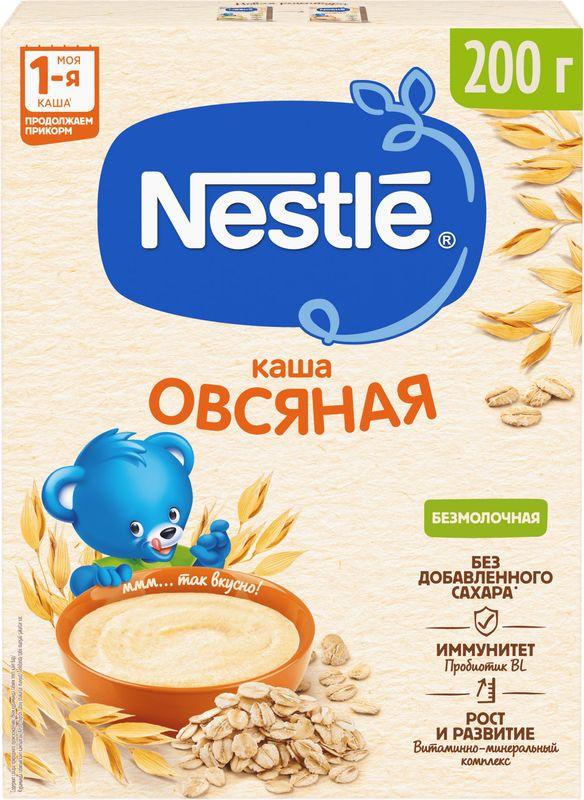 МОЯ
1-я
КАША
ПРОДОЛЖАЕМ
ПРИКОРМ
200 г
Nestlé®
каша
ОВСЯНАЯ
БЕЗМОЛОЧНАЯ
ммм... так вкусно!
БЕЗ
ДОБАВЛЕННОГО
САХАРА*
ИММУНИТЕТ
Пробиотик BL
РОСТ
И РАЗВИТИЕ
Витаминно-минеральный
комплекс